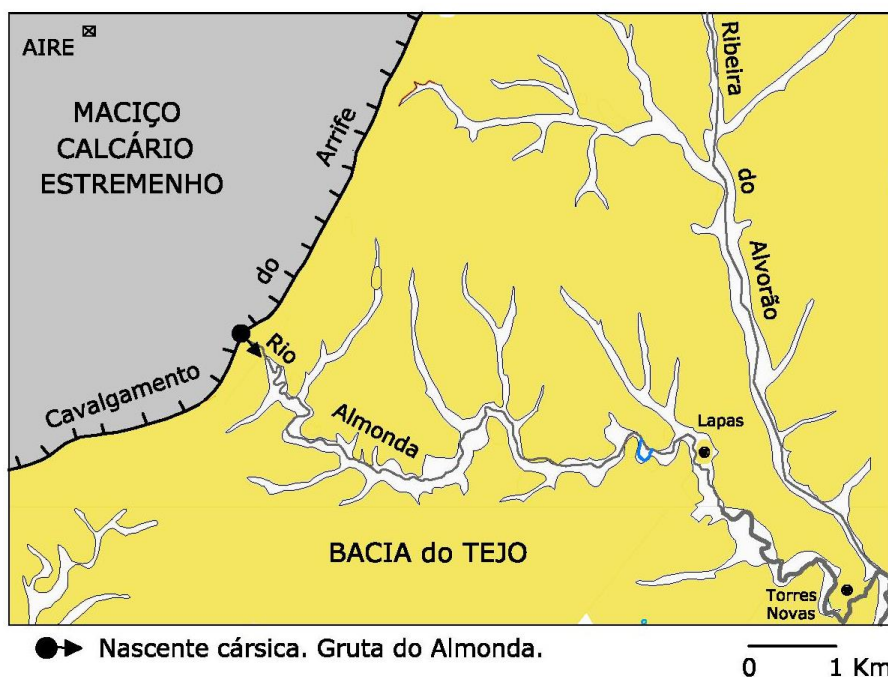 AIRE
MACIÇO
CALCÁRIO
ESTREMENHO
Cavalgamento do Arrife
Rio Almonda
Ribeira do Alvorão
Lapas
BACIA do TEJO
Torres
Novas
Nascente cársica. Gruta do Almonda.
0 1 Km